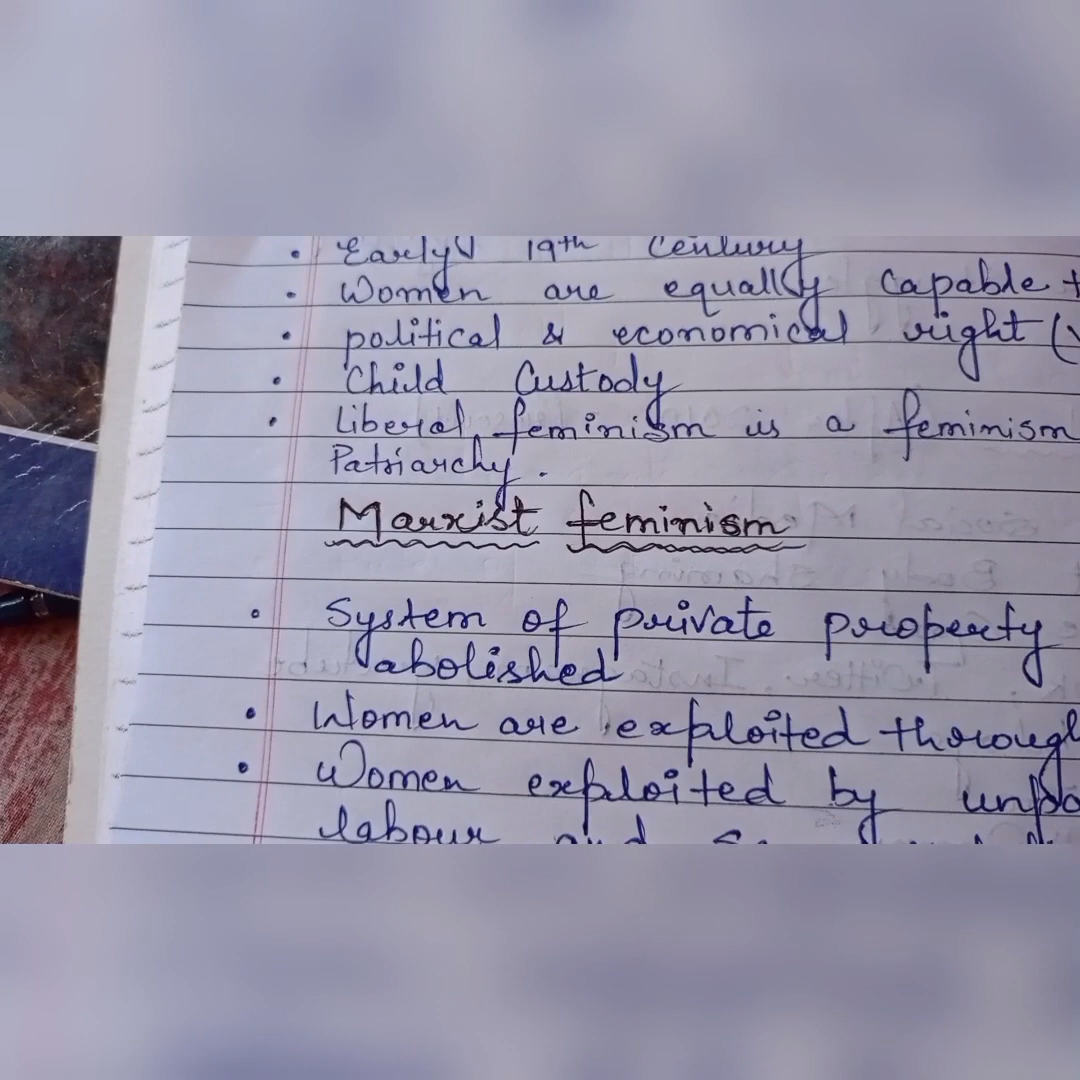 • Early 19th Century
• Women are equally capable
• political & economical right (
• Child Custody
• Liberal feminism is a feminism
Patriarchy.
Marxist feminism
• System of private property
abolished
• Women are exploited through
• Women exploited by
labour and